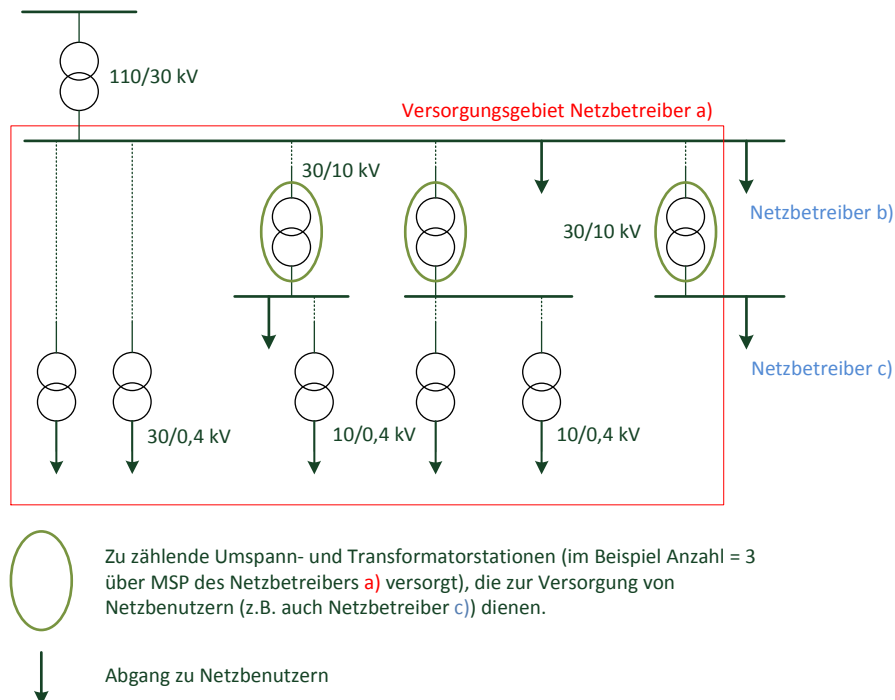 110/30 kV
Versorgungsgebiet Netzbetreiber a)
30/10 kV
Netzbetreiber b)
30/10 kV
Netzbetreiber c)
30/0,4 kV
10/0,4 kV
10/0,4 kV
Zu zählende Umspann- und Transformatorstationen (im Beispiel Anzahl = 3
über MSP des Netzbetreibers a) versorgt), die zur Versorgung von
Netzbenutzern (z.B. auch Netzbetreiber c)) dienen.
Abgang zu Netzbenutzern